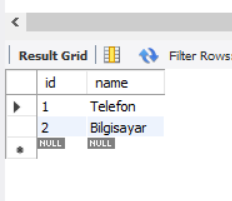 Result Grid Filter Rows:
id name
1 Telefon
2 Bilgisayar
NULL NULL